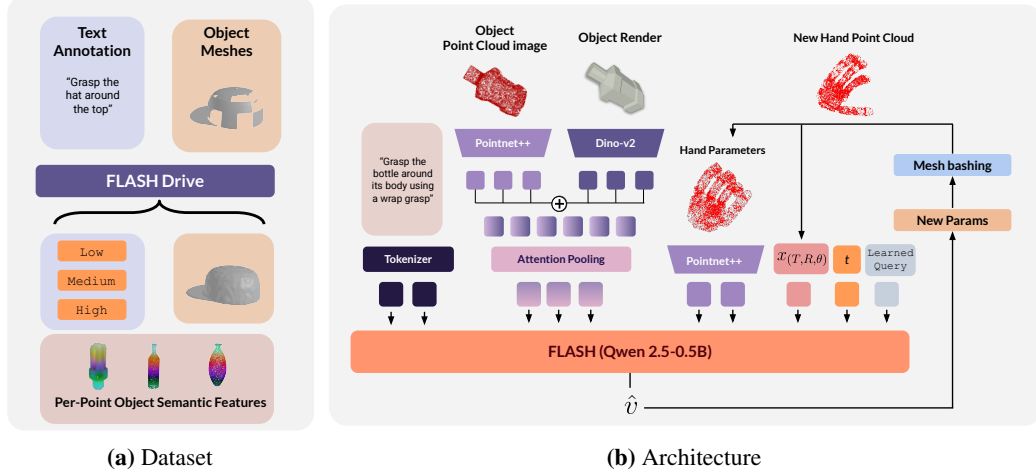 Text
Annotation
“Grasp the
hat around
the top”
Object
Meshes
FLASH Drive
Low
Medium
High
Per-Point Object Semantic Features
(a) Dataset
Object
Point Cloud image
Object Render
New Hand Point Cloud
“Grasp the
bottle around
its body using
a wrap grasp”
Pointnet++
Dino-v2
Hand Parameters
Mesh bashing
New Params
Tokenizer
Attention Pooling
Pointnet++
x(T,R,θ)
t
Learned
Query
FLASH (Qwen 2.5-0.5B)
v̂
(b) Architecture